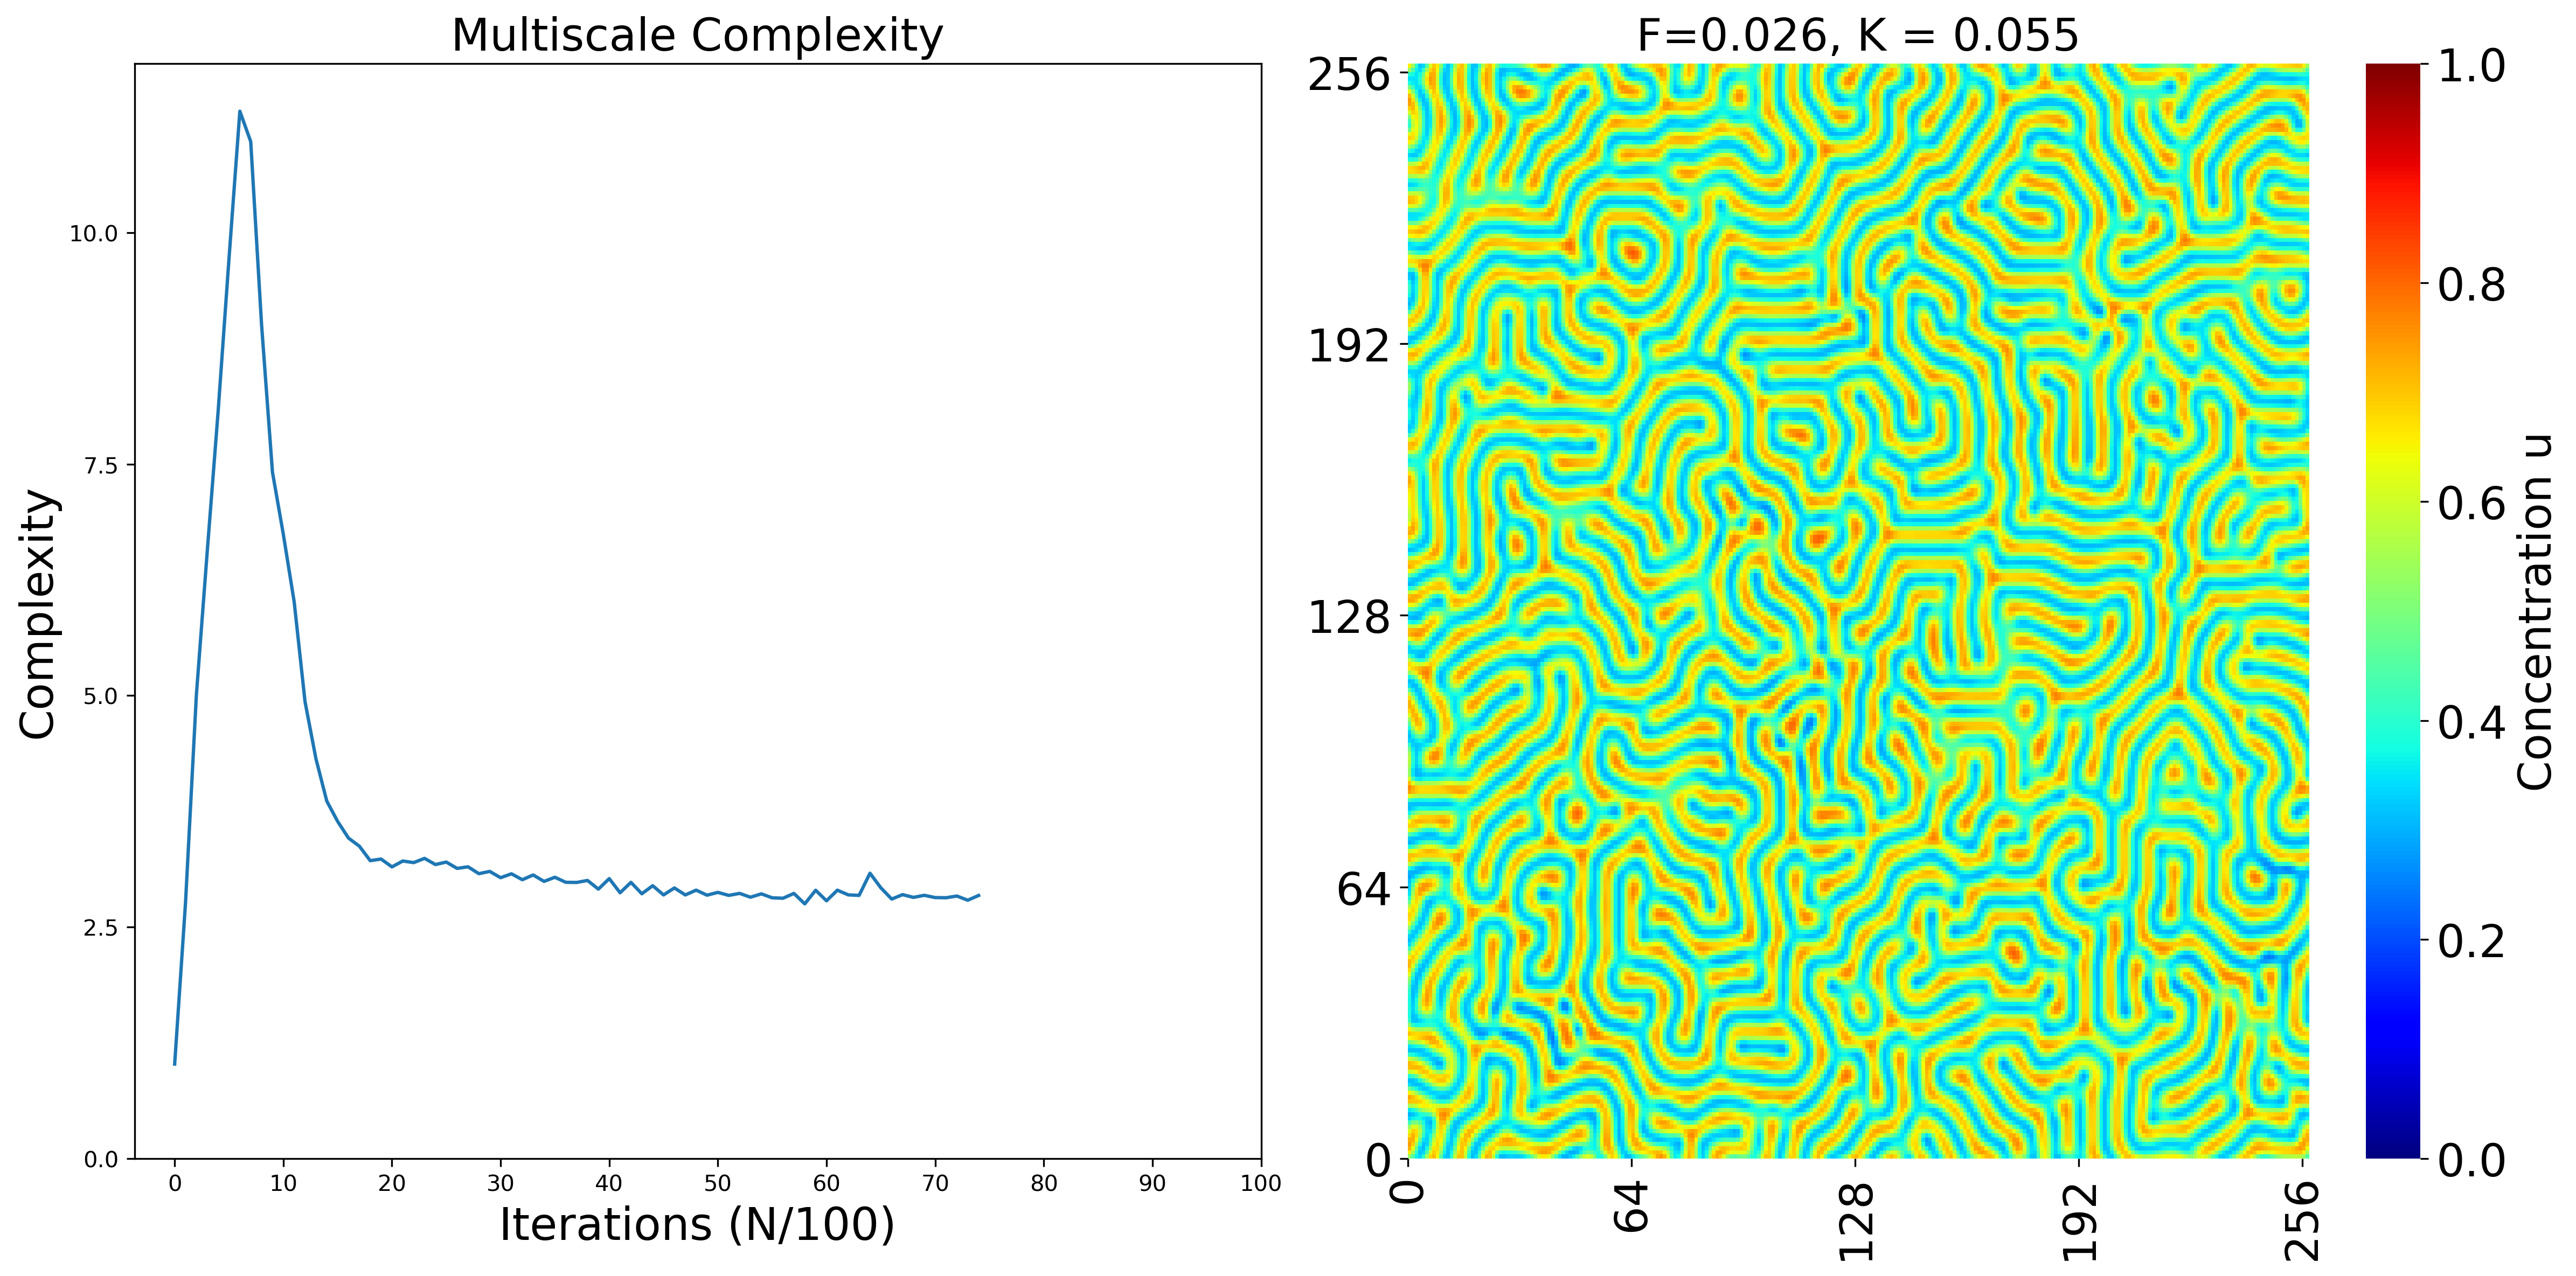 Multiscale Complexity
Complexity
10.0
7.5
5.0
2.5
0.0
0 10 20 30 40 50 60 70 80 90 100
Iterations (N/100)
F=0.026, K = 0.055
256
192
128
64
0
0 64 128 192 256
1.0
0.8
0.6
0.4
0.2
0.0
Concentration u